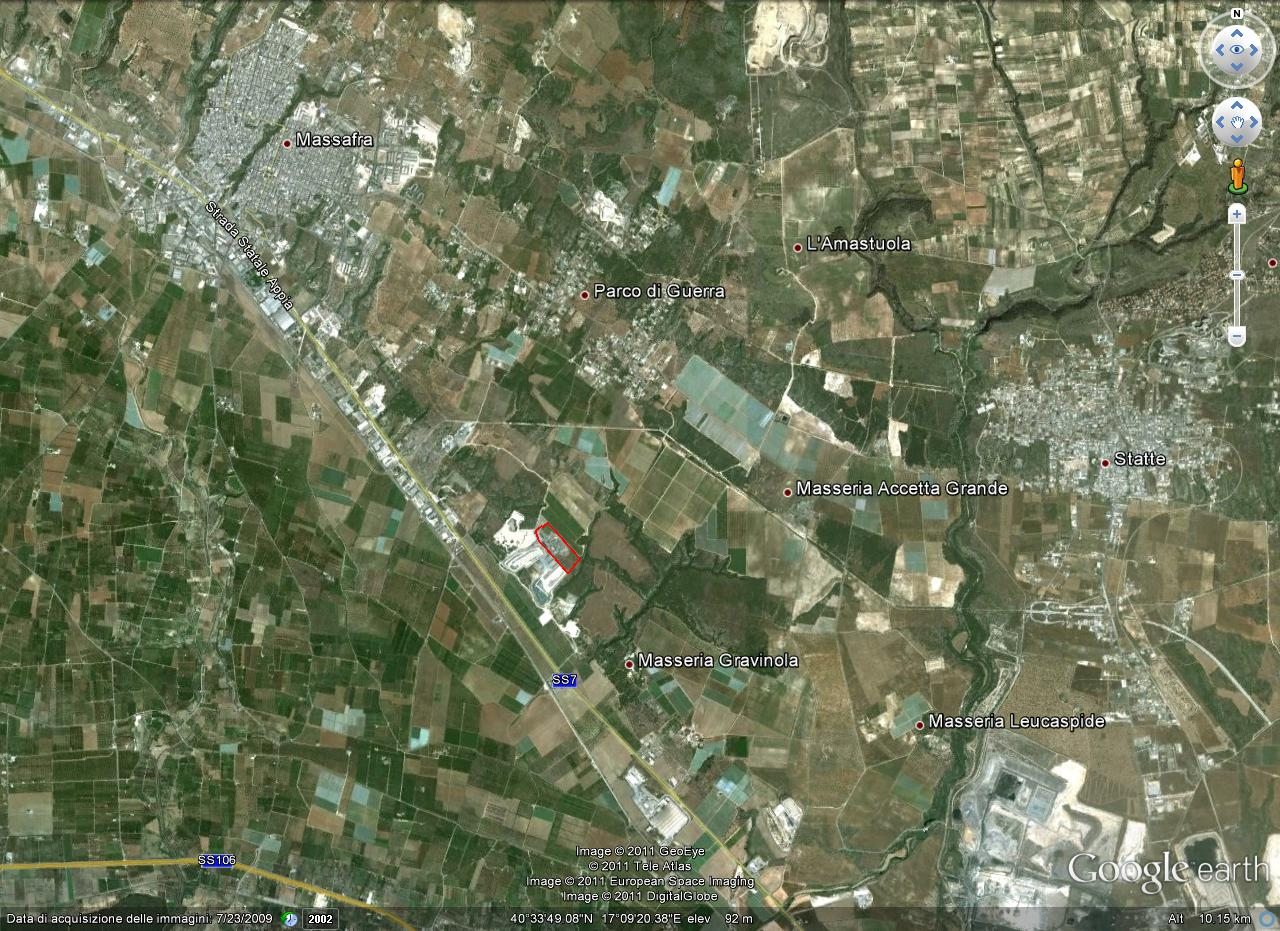 N
Massafra
Strada Statale Appia
L'Amastuola
Parco di Guerra
Statte
Masseria Accetta Grande
Masseria Gravinola
SS7
Masseria Leucaspide
SS106
Image © 2011 GeoEye
© 2011 Tele Atlas
Image © 2011 European Space Imaging
Image © 2011 DigitalGlobe
Google earth
Data di acquisizione delle immagini: 7/23/2009 2002 40°33'49.08"N 17°09'20.38"E elev 92 m Alt 10.15 km